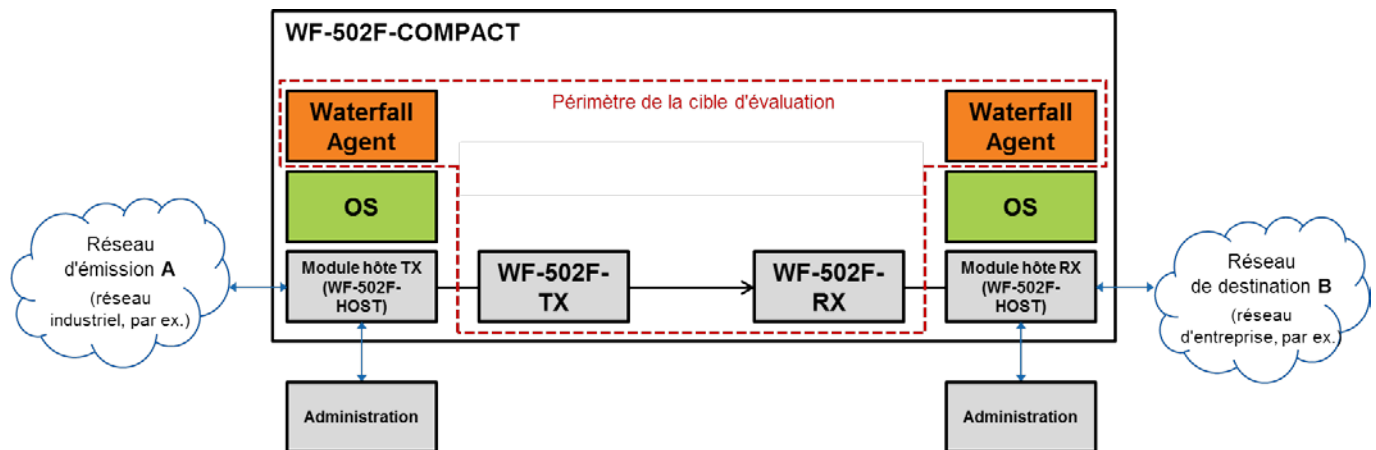 WF-502F-COMPACT
Périmètre de la cible d'évaluation
Waterfall
Agent
Waterfall
Agent
OS
OS
Réseau
d'émission A
(réseau
industriel, par ex.)
Module hôte TX
(WF-502F-
HOST)
WF-502F-
TX
WF-502F-
RX
Module hôte RX
(WF-502F-
HOST)
Réseau
de destination B
(réseau
d'entreprise, par ex.)
Administration
Administration